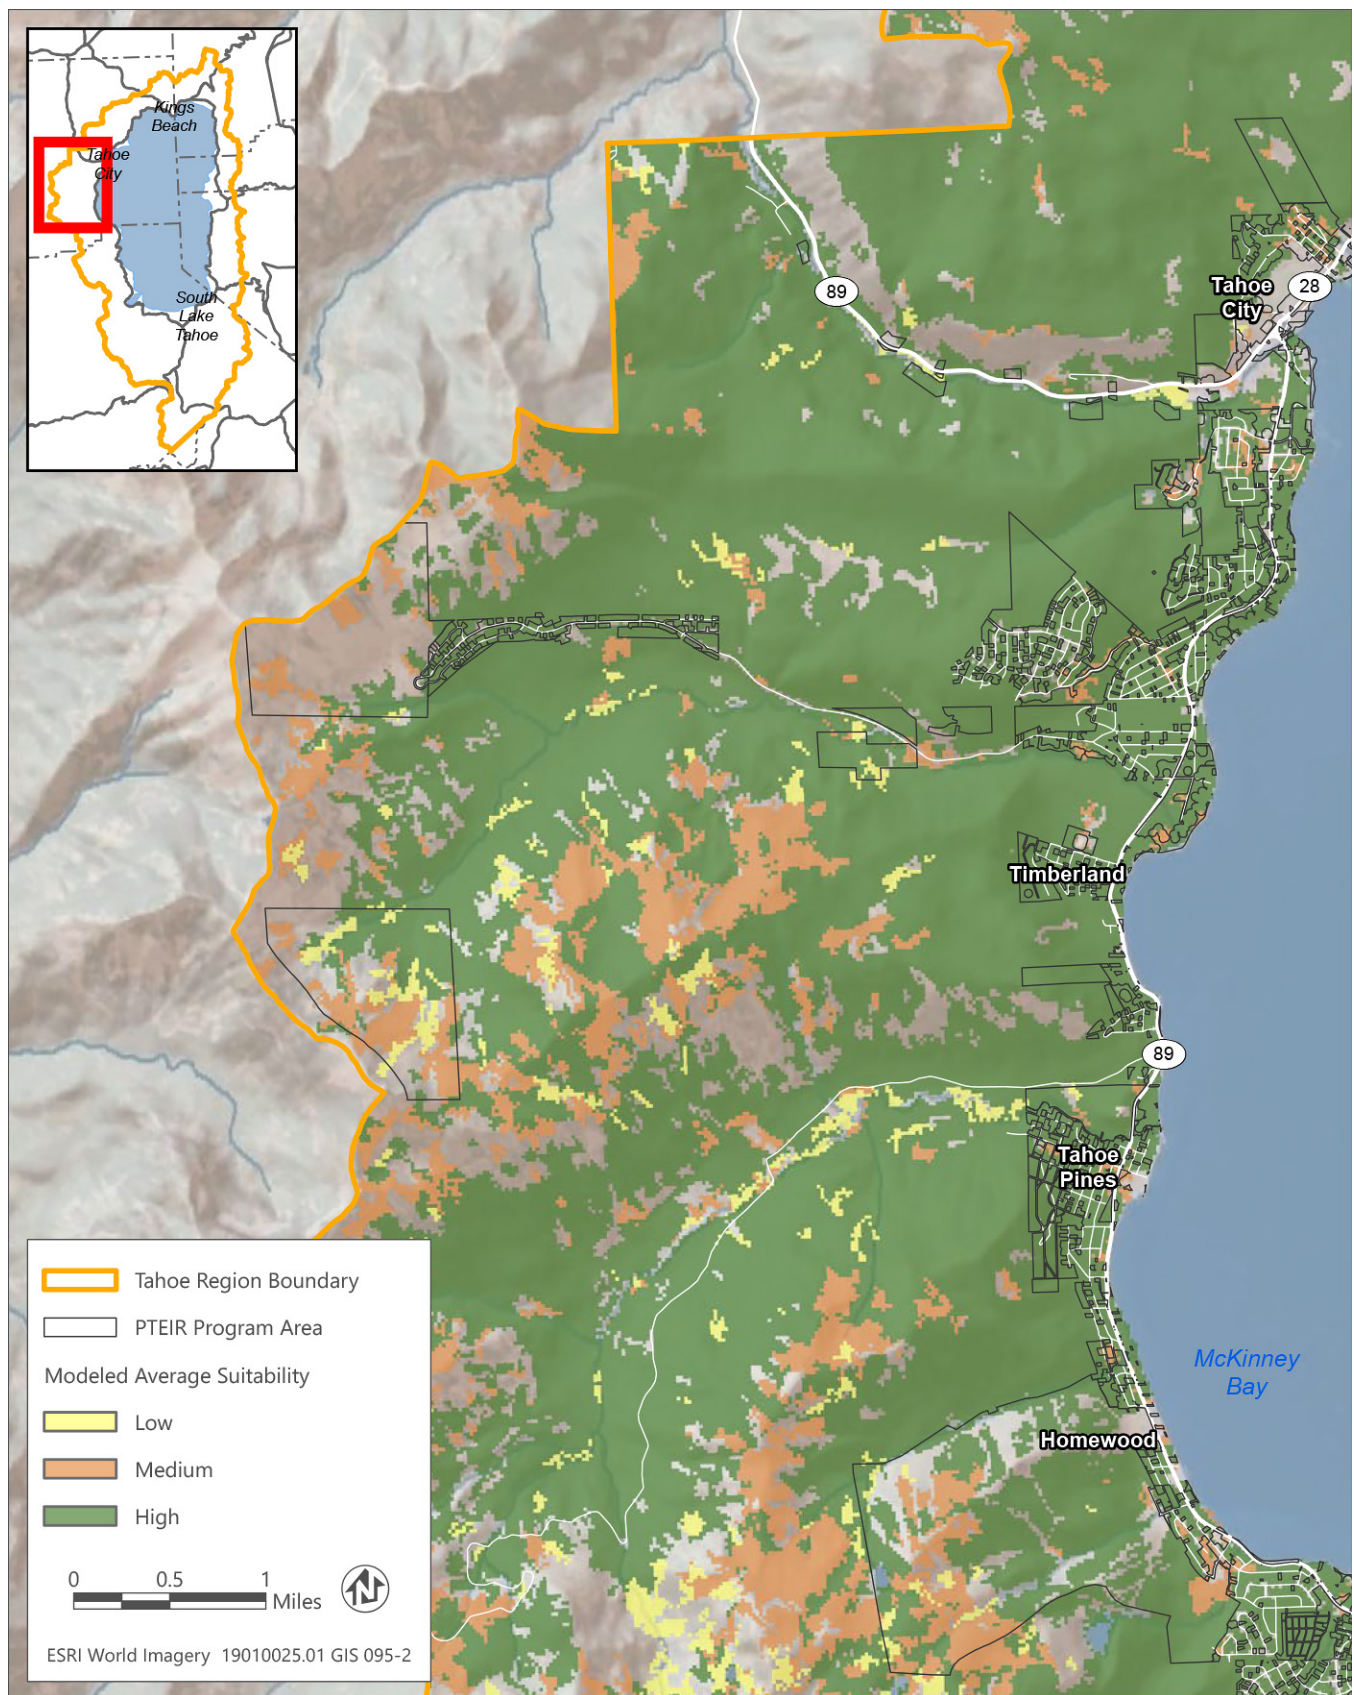 Kings
Beach
Tahoe
City
South
Lake
Tahoe
89
Tahoe
City
28
Timberland
89
Tahoe
Pines
McKinney
Bay
Homewood
Tahoe Region Boundary
PTEIR Program Area
Modeled Average Suitability
Low
Medium
High
0 0.5 1
Miles
N
ESRI World Imagery 19010025.01 GIS 095-2